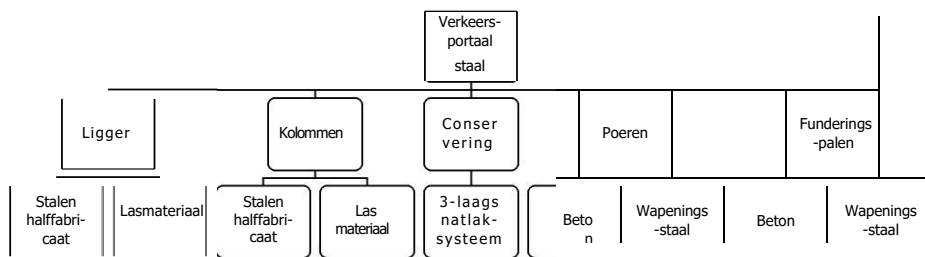 Verkeers-
portaal
staal
Ligger
Kolommen
Conser
vering
Poeren
Funderings
-palen
Stalen
halffabri-
caat
Lasmateriaal
Stalen
halffabri-
caat
Las
materiaal
3-laags
natlak-
systeem
Beto
n
Wapenings
-staal
Beton
Wapenings
-staal